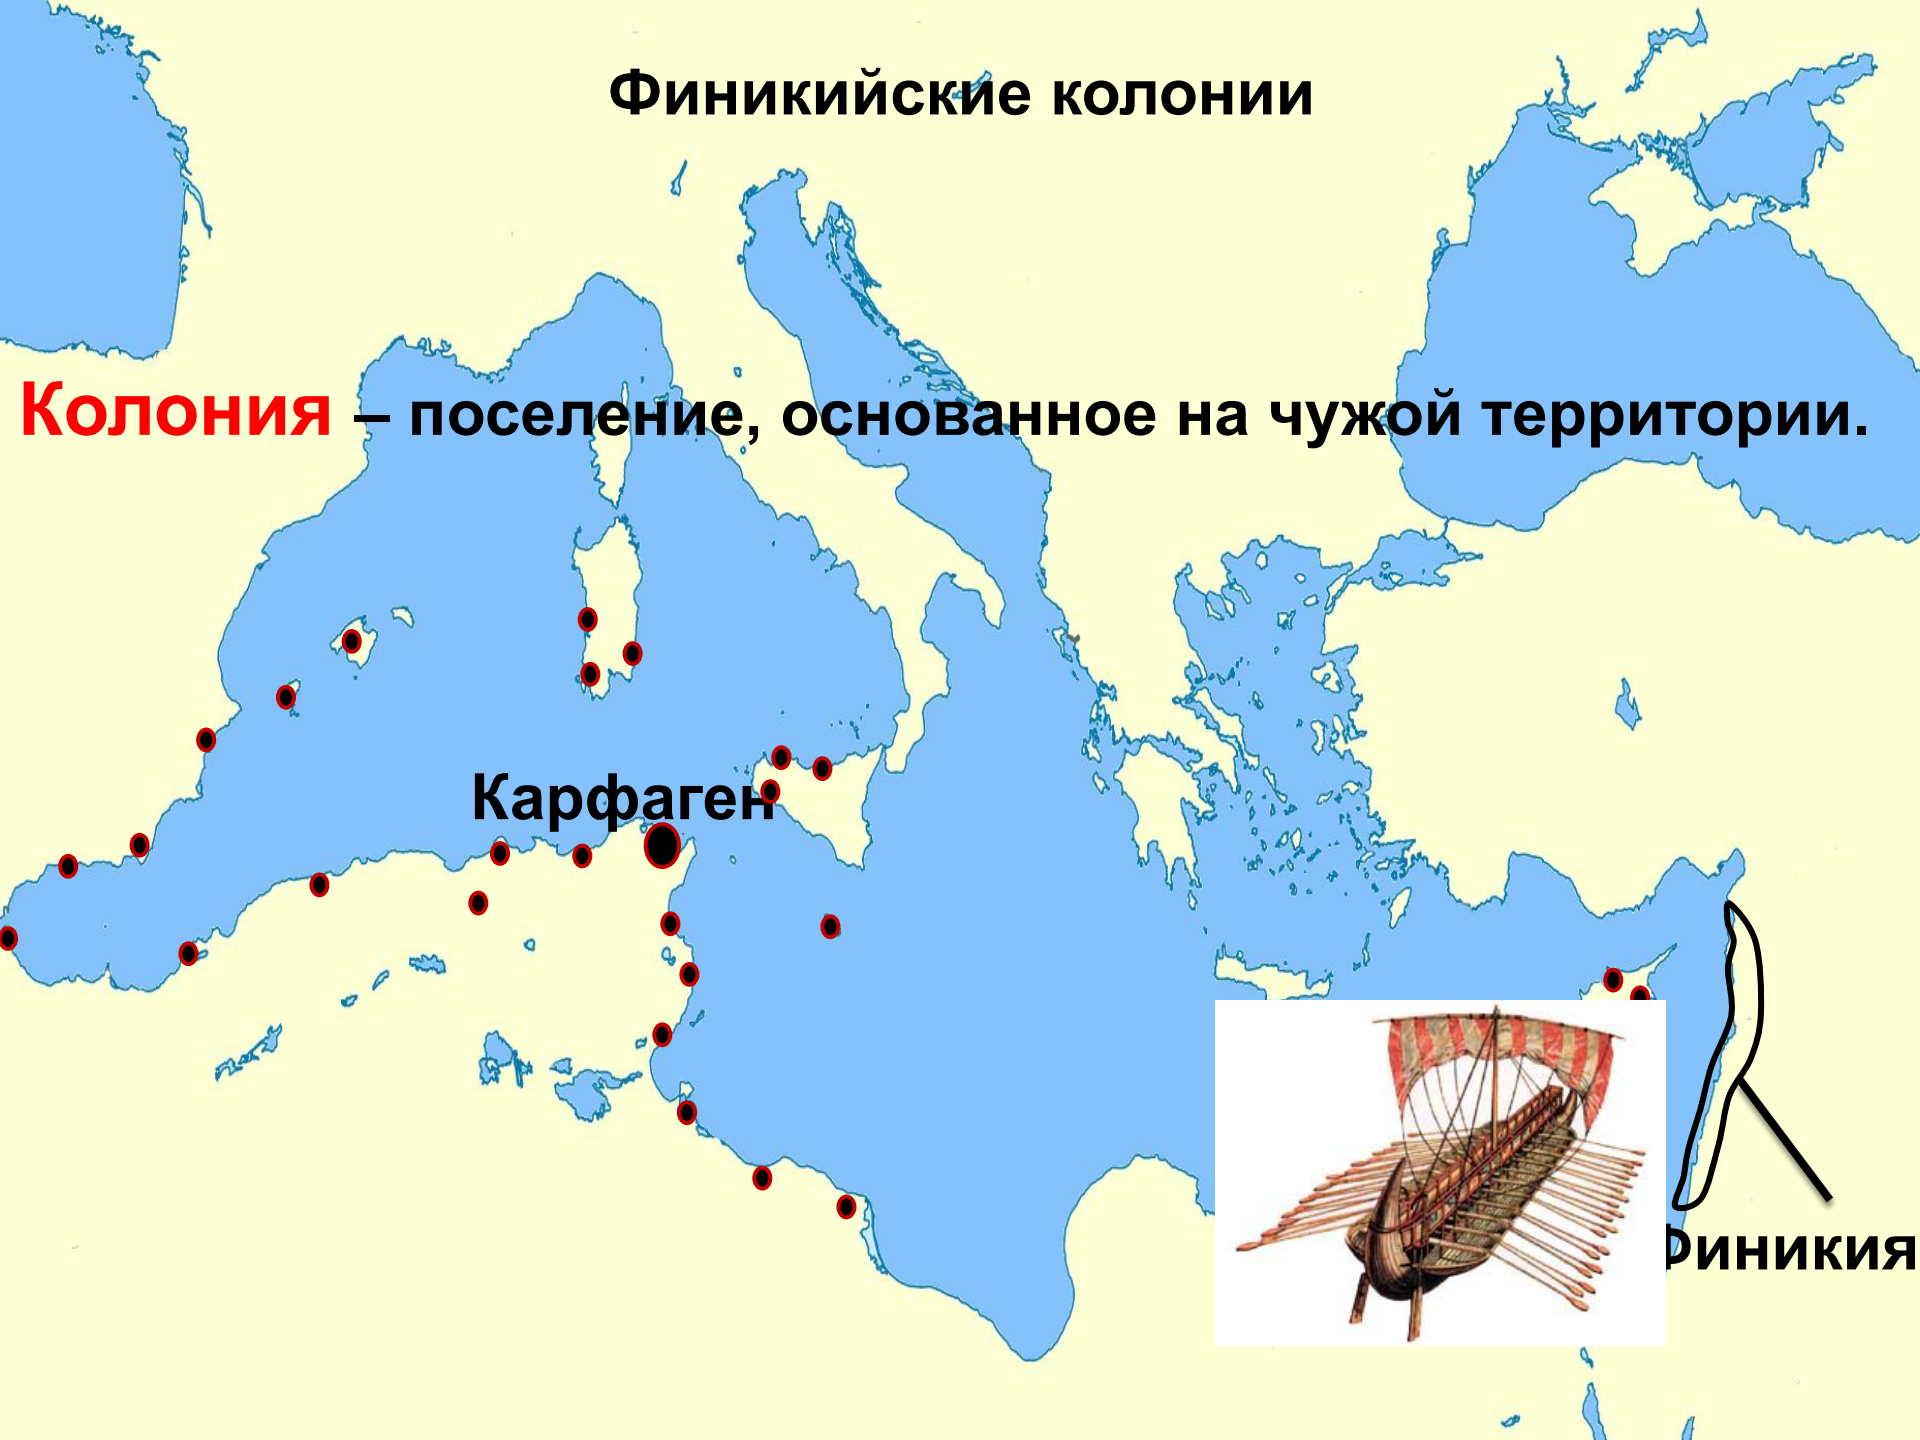 Финикийские колонии
Колония – поселение, основанное на чужой территории.
Карфаген
Финикия